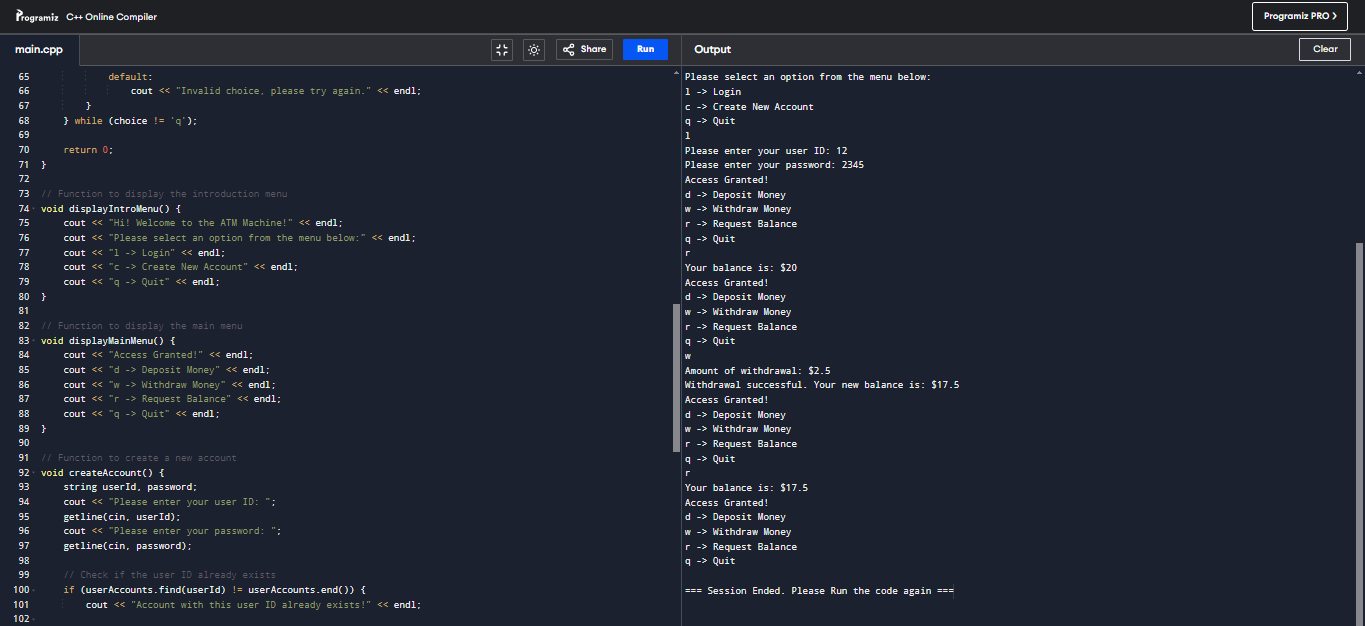 Programiz C++ Online Compiler
Programiz PRO >
main.cpp
Share
Run
Output
Clear
65 default:
66 cout << "Invalid choice, please try again." << endl;
67 }
68 } while (choice != 'q');
69
70 return 0;
71 }
72
73 // Function to display the introduction menu
74 void displayIntroMenu() {
75 cout << "Hi! Welcome to the ATM Machine!" << endl;
76 cout << "Please select an option from the menu below:" << endl;
77 cout << "l -> Login" << endl;
78 cout << "c -> Create New Account" << endl;
79 cout << "q -> Quit" << endl;
80 }
81
82 // Function to display the main menu
83 void displayMainMenu() {
84 cout << "Access Granted!" << endl;
85 cout << "d -> Deposit Money" << endl;
86 cout << "w -> Withdraw Money" << endl;
87 cout << "r -> Request Balance" << endl;
88 cout << "q -> Quit" << endl;
89 }
90
91 // Function to create a new account
92 void createAccount() {
93 string userId, password;
94 cout << "Please enter your user ID: ";
95 getline(cin, userId);
96 cout << "Please enter your password: ";
97 getline(cin, password);
98
99 // Check if the user ID already exists
100 if (userAccounts.find(userId) != userAccounts.end()) {
101 cout << "Account with this user ID already exists!" << endl;
102
Please select an option from the menu below:
l -> Login
c -> Create New Account
q -> Quit
l
Please enter your user ID: 12
Please enter your password: 2345
Access Granted!
d -> Deposit Money
w -> Withdraw Money
r -> Request Balance
q -> Quit
r
Your balance is: $20
Access Granted!
d -> Deposit Money
w -> Withdraw Money
r -> Request Balance
q -> Quit
w
Amount of withdrawal: $2.5
Withdrawal successful. Your new balance is: $17.5
Access Granted!
d -> Deposit Money
w -> Withdraw Money
r -> Request Balance
q -> Quit
r
Your balance is: $17.5
Access Granted!
d -> Deposit Money
w -> Withdraw Money
r -> Request Balance
q -> Quit
=== Session Ended. Please Run the code again ===